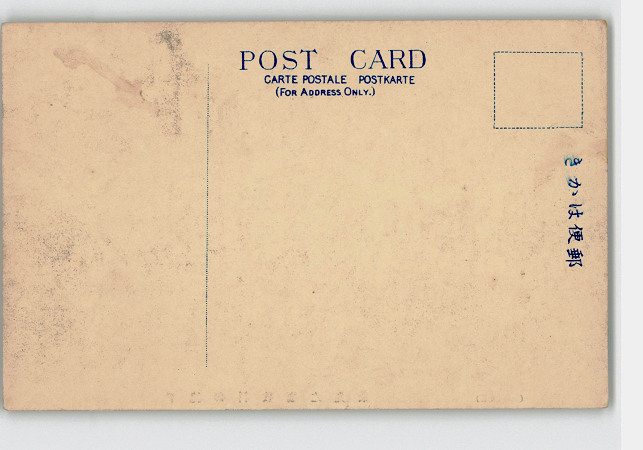 POST CARD
CARTE POSTALE POSTKARTE
(FOR ADDRESS ONLY.)
きかは便郵